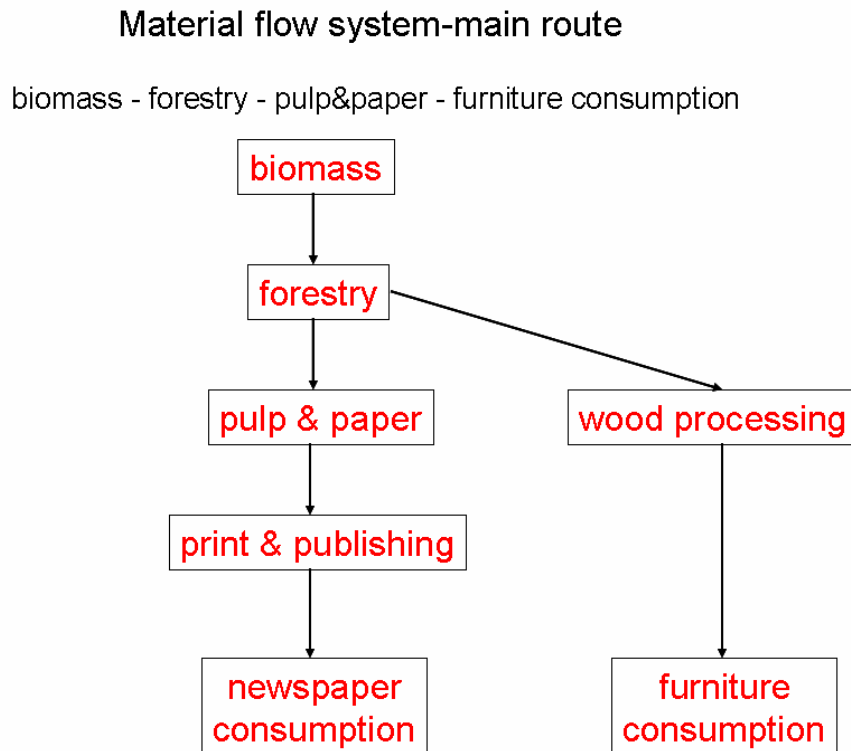 Material flow system-main route
biomass - forestry - pulp&paper - furniture consumption
biomass
forestry
pulp & paper
wood processing
print & publishing
newspaper
consumption
furniture
consumption